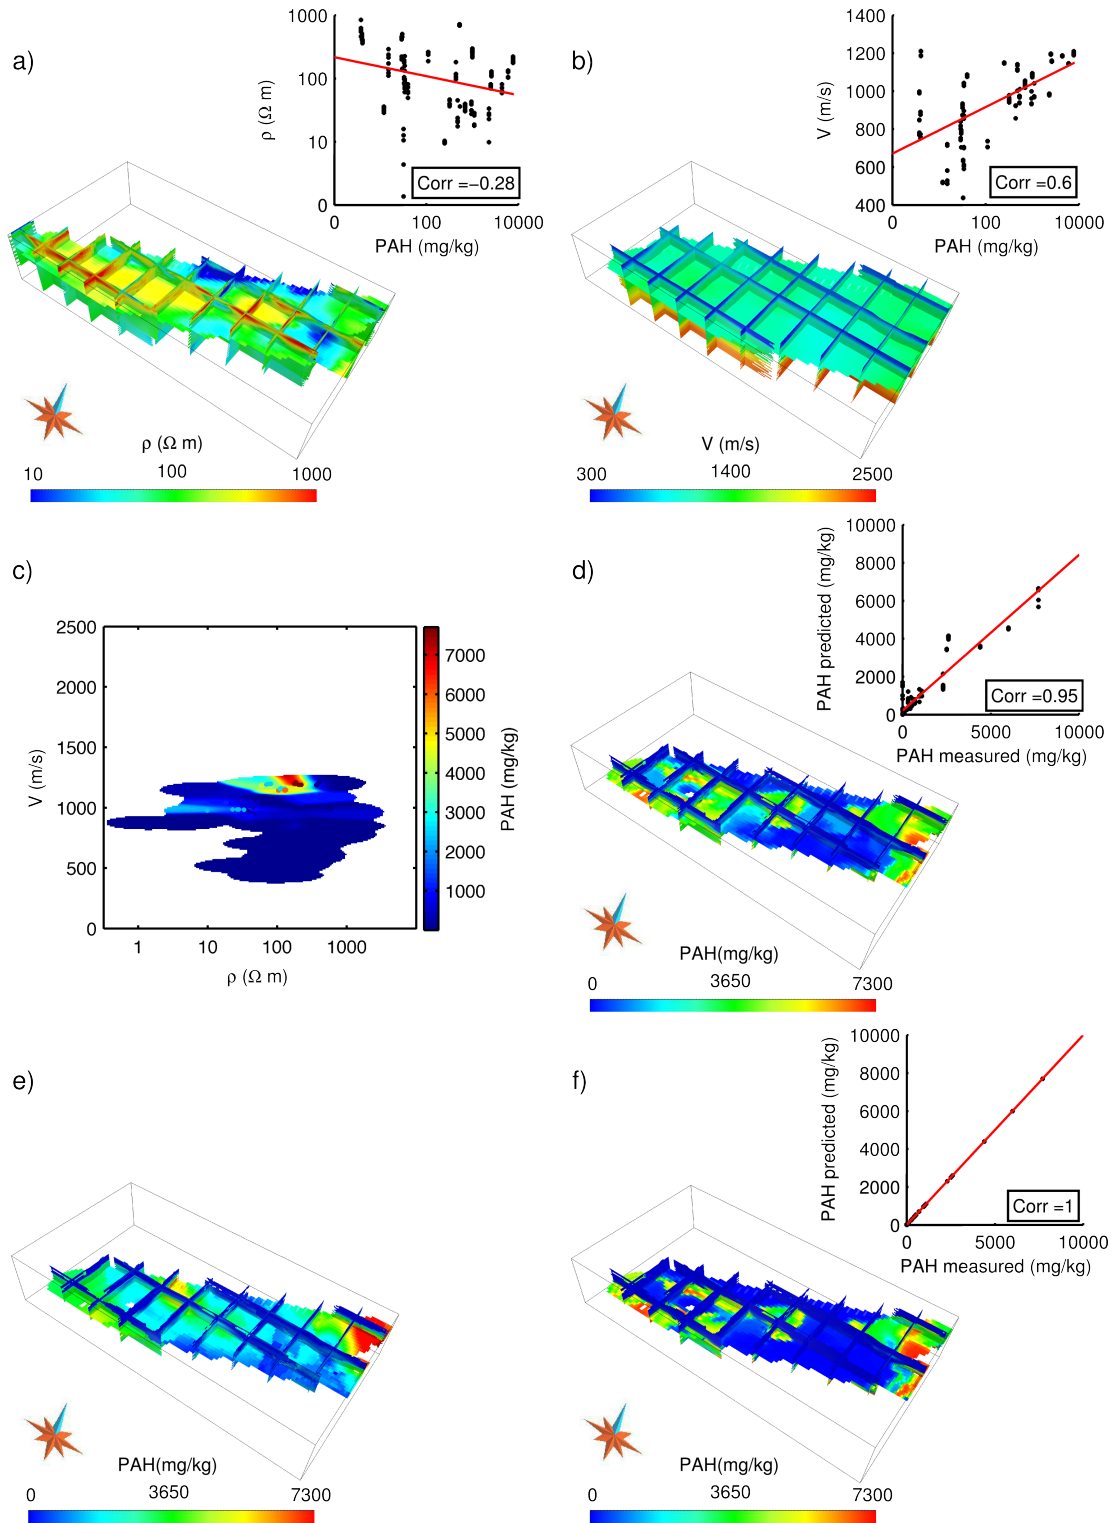 a)
1000
100
10
1
0
ρ (Ω m)
Corr =−0.28
0
100
10000
PAH (mg/kg)
ρ (Ω m)
10
100
1000
b)
1400
1200
1000
800
600
400
V (m/s)
Corr =0.6
0
100
10000
PAH (mg/kg)
V (m/s)
300
1400
2500
c)
2500
2000
1500
1000
500
0
V (m/s)
1
10
100
1000
ρ (Ω m)
7000
6000
5000
4000
3000
2000
1000
PAH (mg/kg)
d)
10000
8000
6000
4000
2000
0
PAH predicted (mg/kg)
Corr =0.95
0
5000
10000
PAH measured (mg/kg)
PAH(mg/kg)
0
3650
7300
e)
PAH(mg/kg)
0
3650
7300
f)
10000
8000
6000
4000
2000
0
PAH predicted (mg/kg)
Corr =1
0
5000
10000
PAH measured (mg/kg)
PAH(mg/kg)
0
3650
7300